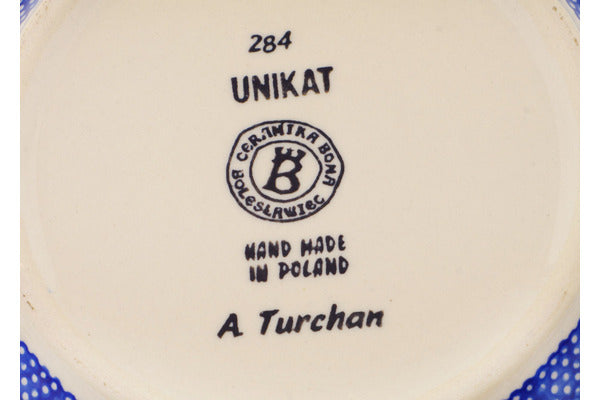 284
UNIKAT
CERAMIKA BONA
B
BOLESŁAWIEC
HAND MADE
IN POLAND
A Turchan